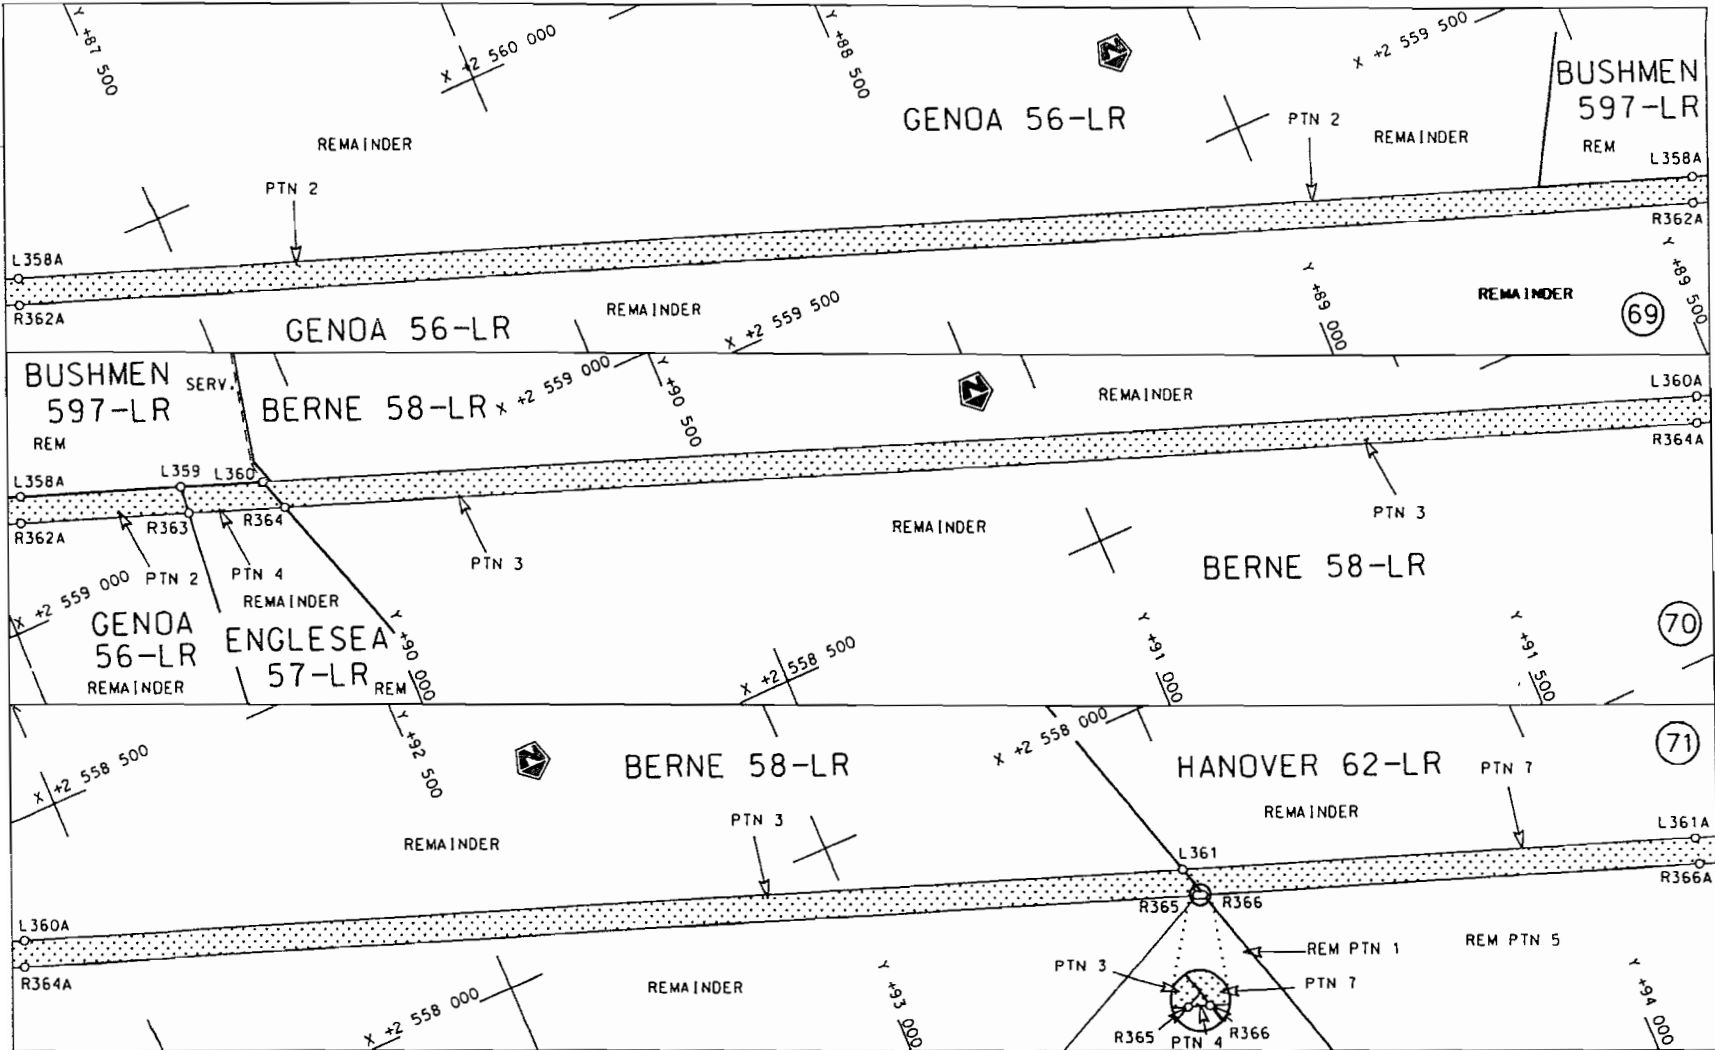 Y +87 500
X +2 560 000
Y +88 500
X +2 559 500
N
BUSHMEN
597-LR
REM
GENOA 56-LR
PTN 2
REMAINDER
REMAINDER
PTN 2
L358A
L358A
R362A
R362A
REMAINDER
GENOA 56-LR
X +2 559 500
Y +89 000
REMAINDER
Y +89 500
69
BUSHMEN
597-LR
REM
SERV.
BERNE 58-LR
X +2 559 000
Y +90 500
N
REMAINDER
L360A
R364A
L358A
L359
L360
R362A
R363
R364
PTN 2
PTN 4
PTN 3
REMAINDER
PTN 3
BERNE 58-LR
X +2 559 000
GENOA
56-LR
REMAINDER
REMAINDER
ENGLESEA
57-LR
REM
Y +90 000
X +2 558 500
Y +91 000
Y +91 500
70
X +2 558 500
Y +92 500
N
BERNE 58-LR
X +2 558 000
HANOVER 62-LR
PTN 7
71
REMAINDER
REMAINDER
PTN 3
L361
L361A
R366A
L360A
R364A
R365
R366
REM PTN 1
REM PTN 5
PTN 3
PTN 7
REMAINDER
X +2 558 000
Y +93 000
R365
PTN 4
R366
Y +94 000